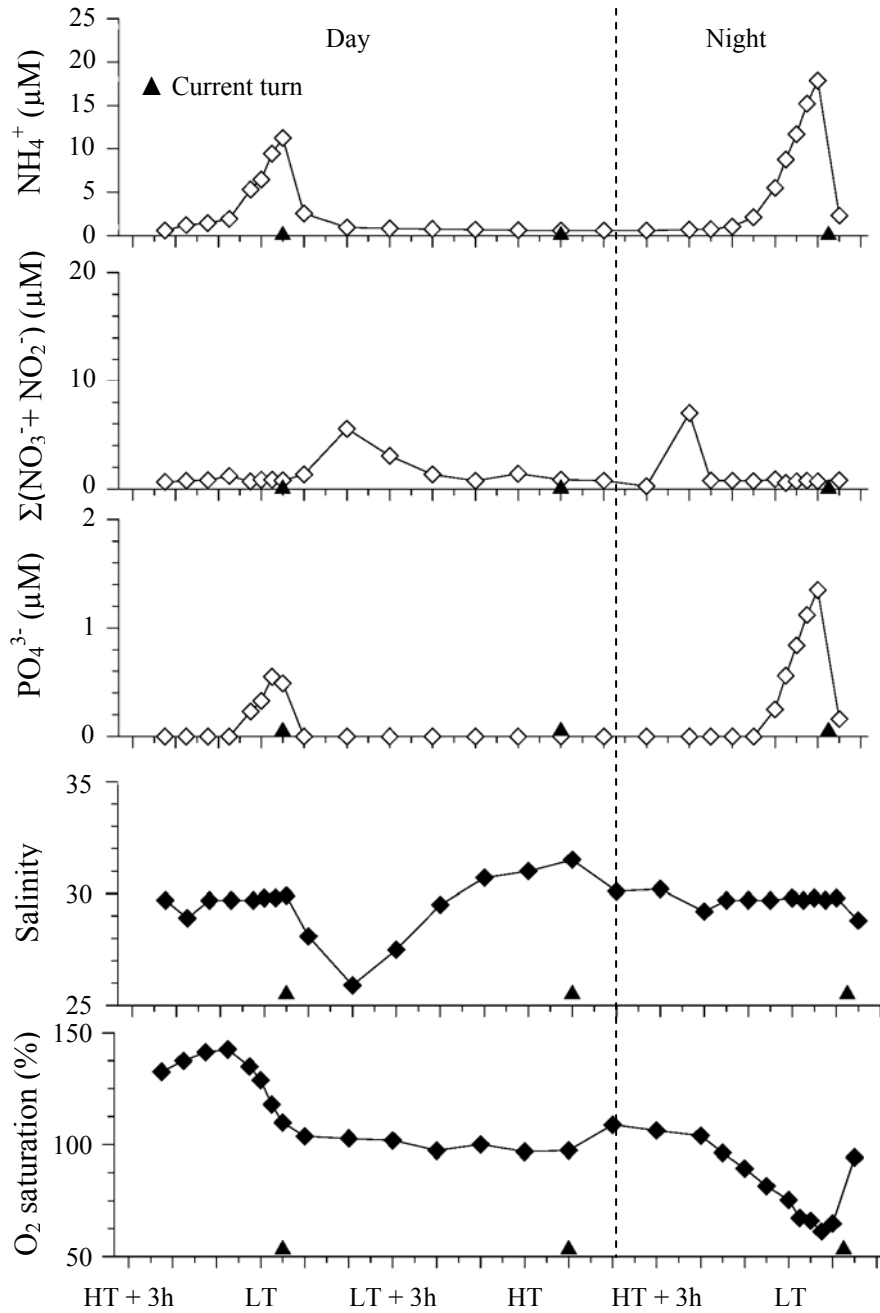 Day
Night
▲ Current turn
NH₄⁺ (µM)
25
20
15
10
5
0
Σ(NO₃⁻+ NO₂⁻) (µM)
20
10
0
PO₄³⁻ (µM)
2
1
0
Salinity
35
30
25
O₂ saturation (%)
150
100
50
HT + 3h LT LT + 3h HT HT + 3h LT